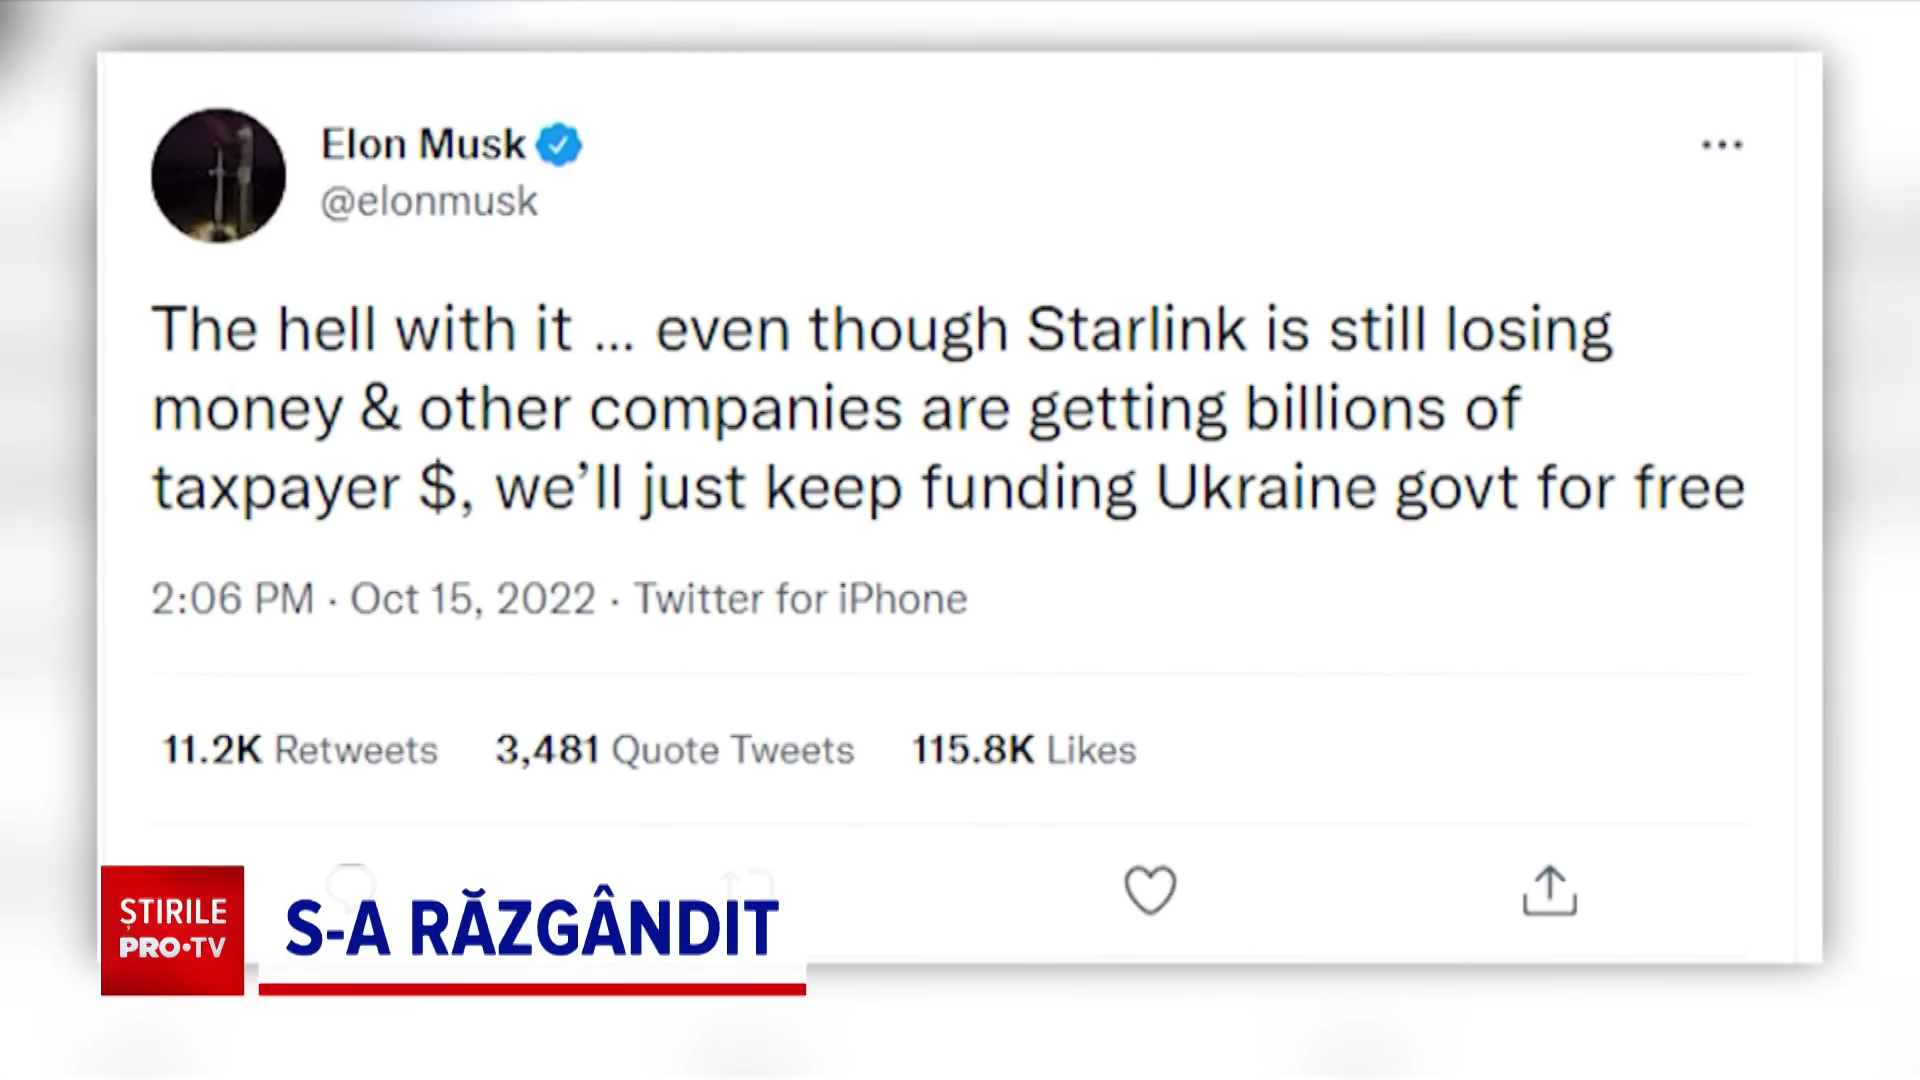 Elon Musk
@elonmusk
The hell with it ... even though Starlink is still losing
money & other companies are getting billions of
taxpayer $, we’ll just keep funding Ukraine govt for free
2:06 PM · Oct 15, 2022 · Twitter for iPhone
11.2K Retweets 3,481 Quote Tweets 115.8K Likes
ȘTIRILE
PRO•TV
S-A RĂZGÂNDIT